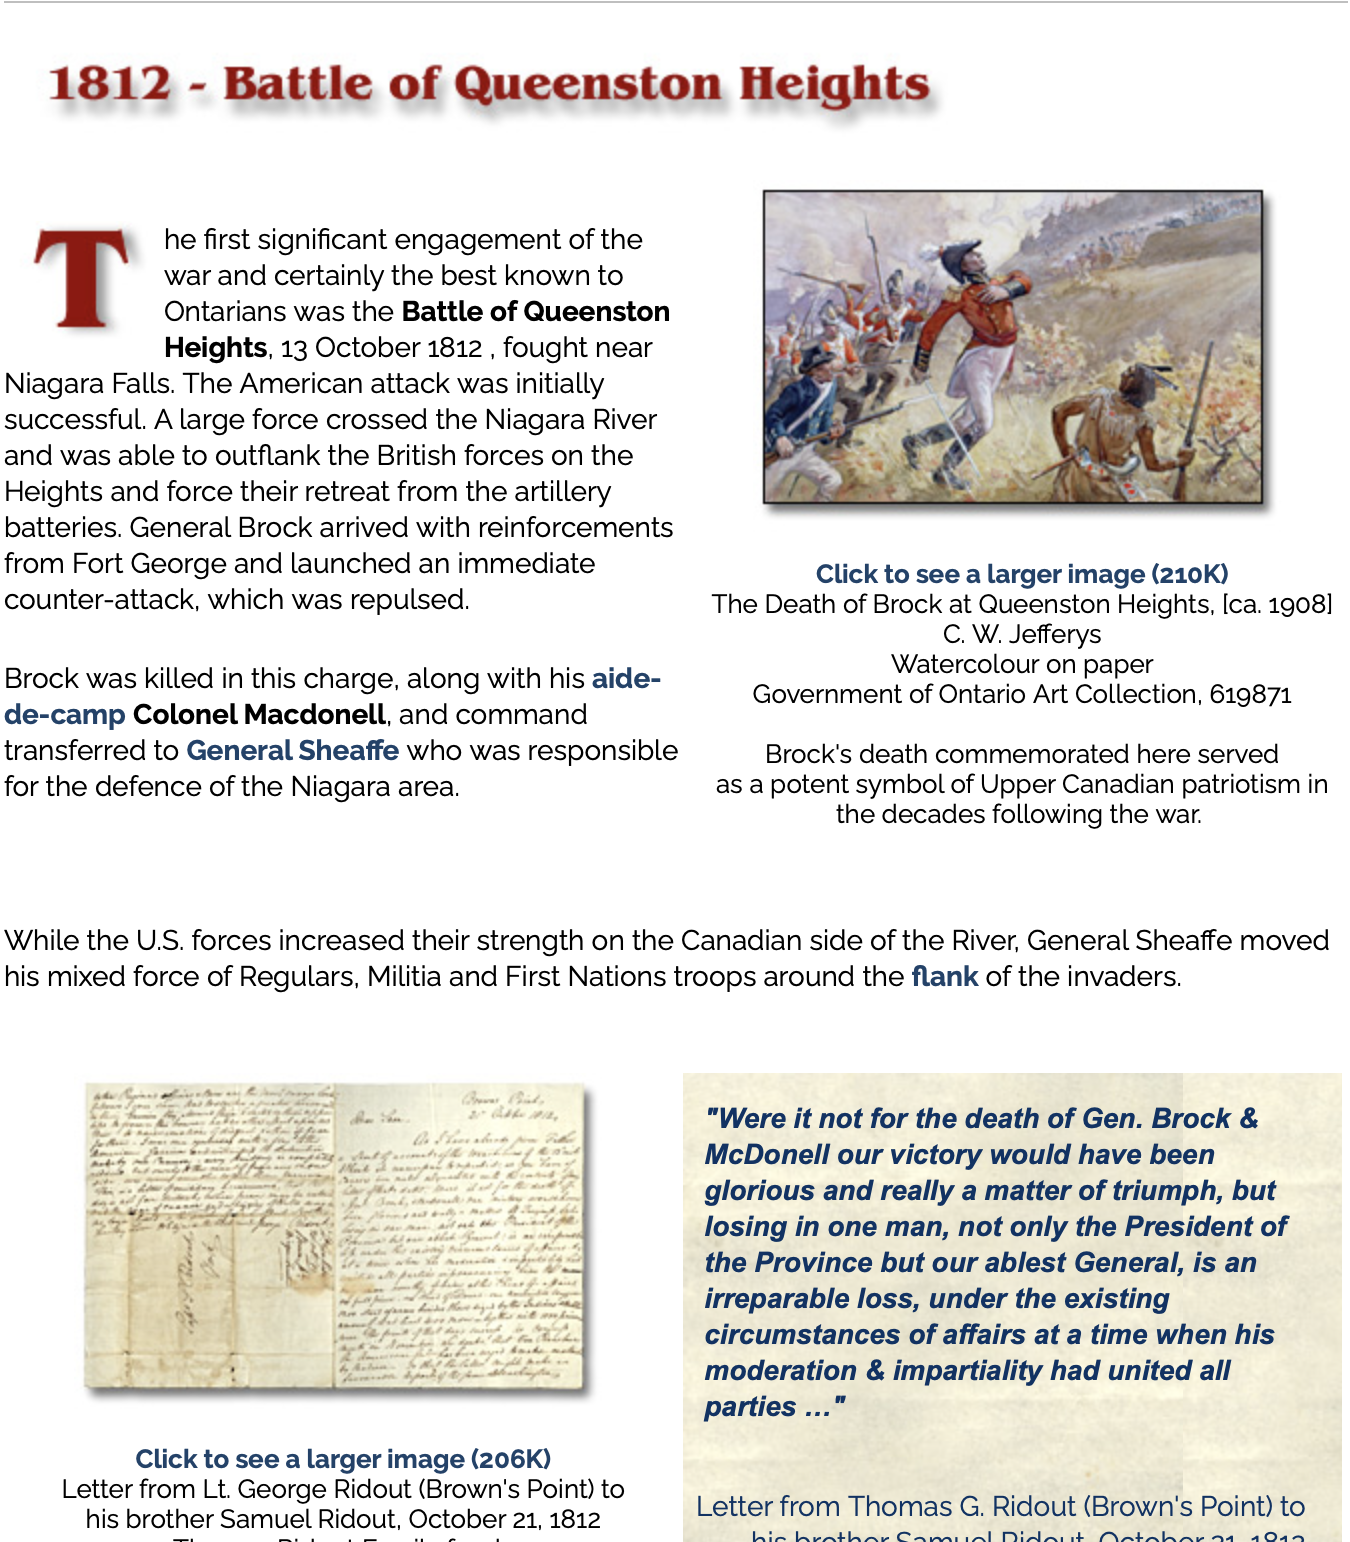 1812 - Battle of Queenston Heights
The first significant engagement of the
war and certainly the best known to
Ontarians was the Battle of Queenston
Heights, 13 October 1812 , fought near
Niagara Falls. The American attack was initially
successful. A large force crossed the Niagara River
and was able to outflank the British forces on the
Heights and force their retreat from the artillery
batteries. General Brock arrived with reinforcements
from Fort George and launched an immediate
counter-attack, which was repulsed.
Brock was killed in this charge, along with his aide-
de-camp Colonel Macdonell, and command
transferred to General Sheaffe who was responsible
for the defence of the Niagara area.
Click to see a larger image (210K)
The Death of Brock at Queenston Heights, [ca. 1908]
C. W. Jefferys
Watercolour on paper
Government of Ontario Art Collection, 619871
Brock's death commemorated here served
as a potent symbol of Upper Canadian patriotism in
the decades following the war.
While the U.S. forces increased their strength on the Canadian side of the River, General Sheaffe moved
his mixed force of Regulars, Militia and First Nations troops around the flank of the invaders.
Click to see a larger image (206K)
Letter from Lt. George Ridout (Brown's Point) to
his brother Samuel Ridout, October 21, 1812
"Were it not for the death of Gen. Brock &
McDonell our victory would have been
glorious and really a matter of triumph, but
losing in one man, not only the President of
the Province but our ablest General, is an
irreparable loss, under the existing
circumstances of affairs at a time when his
moderation & impartiality had united all
parties ..."
Letter from Thomas G. Ridout (Brown's Point) to
his brother Samuel Ridout, October 21, 1812